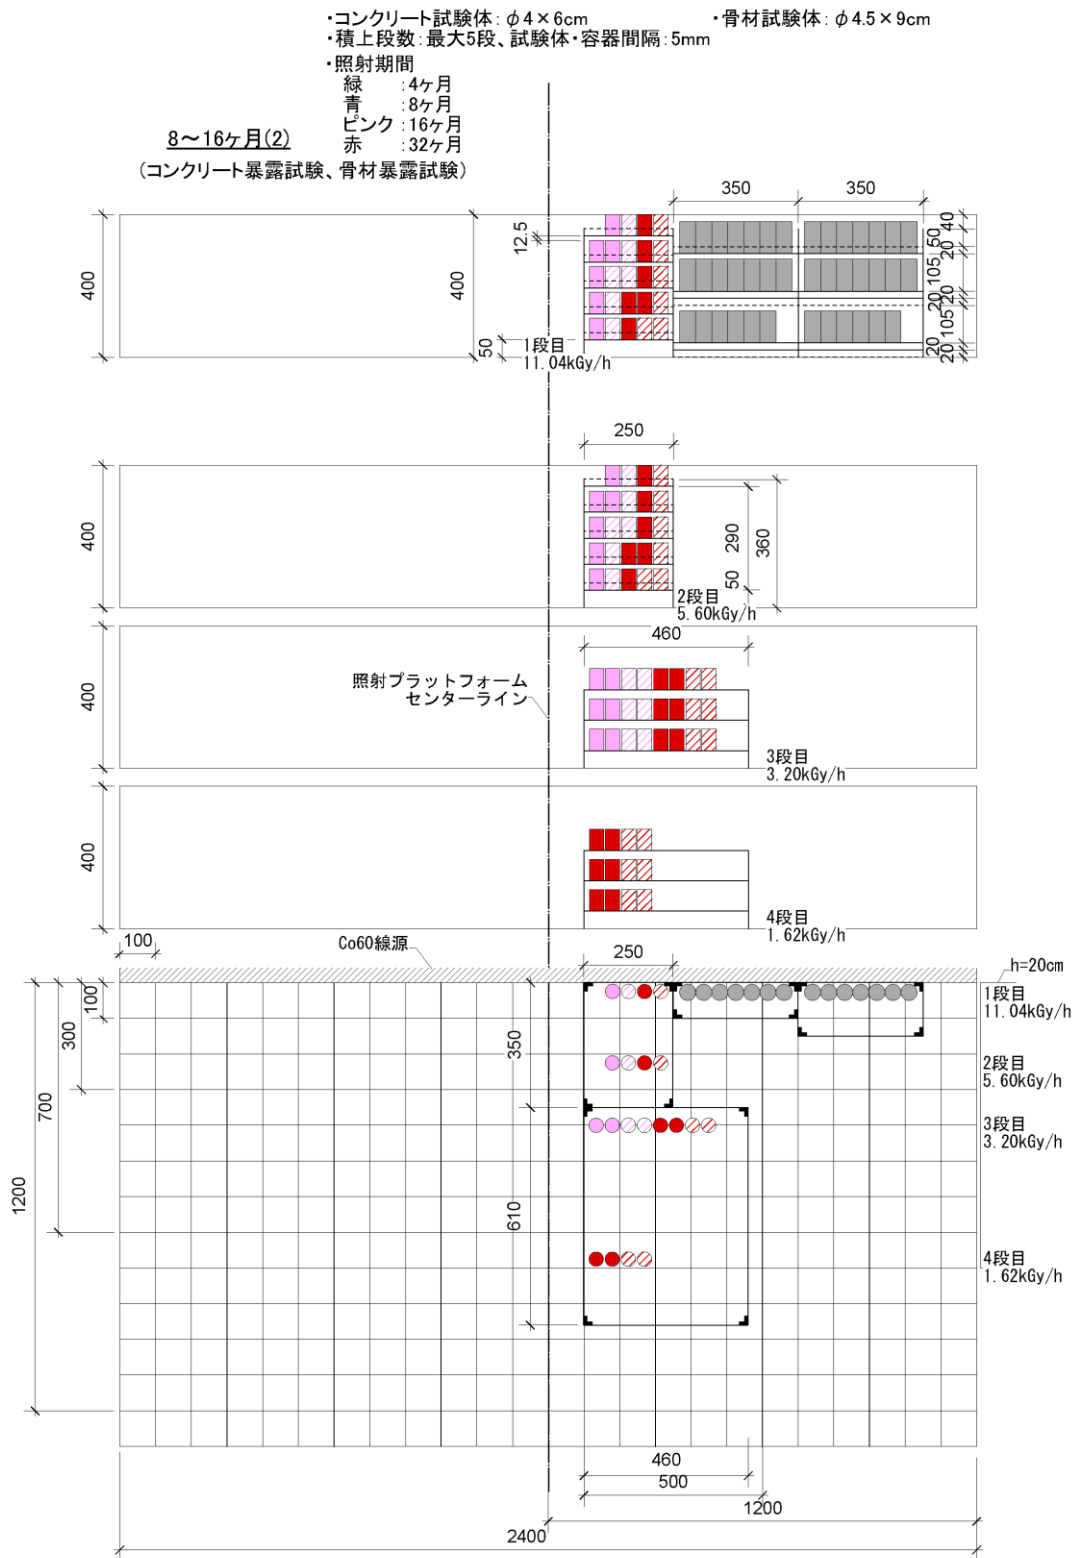 ・コンクリート試験体：φ4×6cm
・骨材試験体：φ4.5×9cm
・積上段数：最大5段、試験体・容器間隔：5mm
・照射期間
緑　：4ヶ月
青　：8ヶ月
ピンク：16ヶ月
赤　：32ヶ月
8～16ヶ月(2)
（コンクリート暴露試験、骨材暴露試験）
350
350
400
400
12.5
50
40
50
20
105
20
20
105
20
20
1段目
11.04kGy/h
250
400
290
360
50
2段目
5.60kGy/h
460
400
照射プラットフォーム
センターライン
3段目
3.20kGy/h
400
4段目
1.62kGy/h
100
Co60線源
250
h=20cm
100
300
700
1200
350
610
1段目
11.04kGy/h
2段目
5.60kGy/h
3段目
3.20kGy/h
4段目
1.62kGy/h
460
500
1200
2400